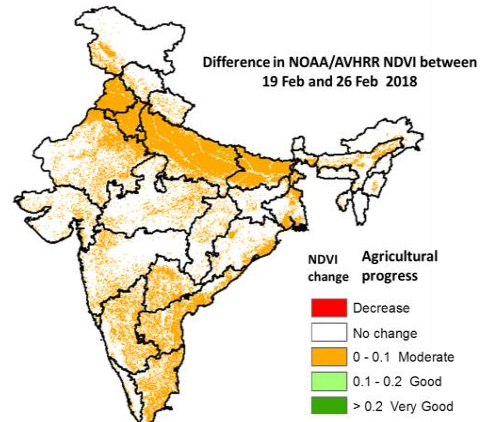 Difference in NOAA/AVHRR NDVI between
19 Feb and 26 Feb 2018
NDVI change Agricultural progress
Decrease
No change
0 - 0.1 Moderate
0.1 - 0.2 Good
> 0.2 Very Good